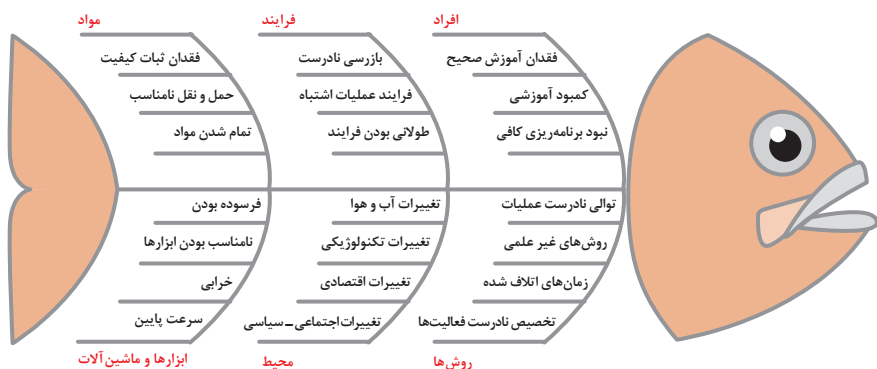 افراد
فقدان آموزش صحیح
کمبود آموزشی
نبود برنامه‌ریزی کافی
فرایند
بازرسی نادرست
فرایند عملیات اشتباه
طولانی بودن فرایند
مواد
فقدان ثبات کیفیت
حمل و نقل نامناسب
تمام شدن مواد
توالی نادرست عملیات
روش‌های غیر علمی
زمان‌های اتلاف شده
تخصیص نادرست فعالیت‌ها
روش‌ها
تغییرات آب و هوا
تغییرات تکنولوژیکی
تغییرات اقتصادی
تغییرات اجتماعی ـ سیاسی
محیط
فرسوده بودن
نامناسب بودن ابزارها
خرابی
سرعت پایین
ابزارها و ماشین آلات